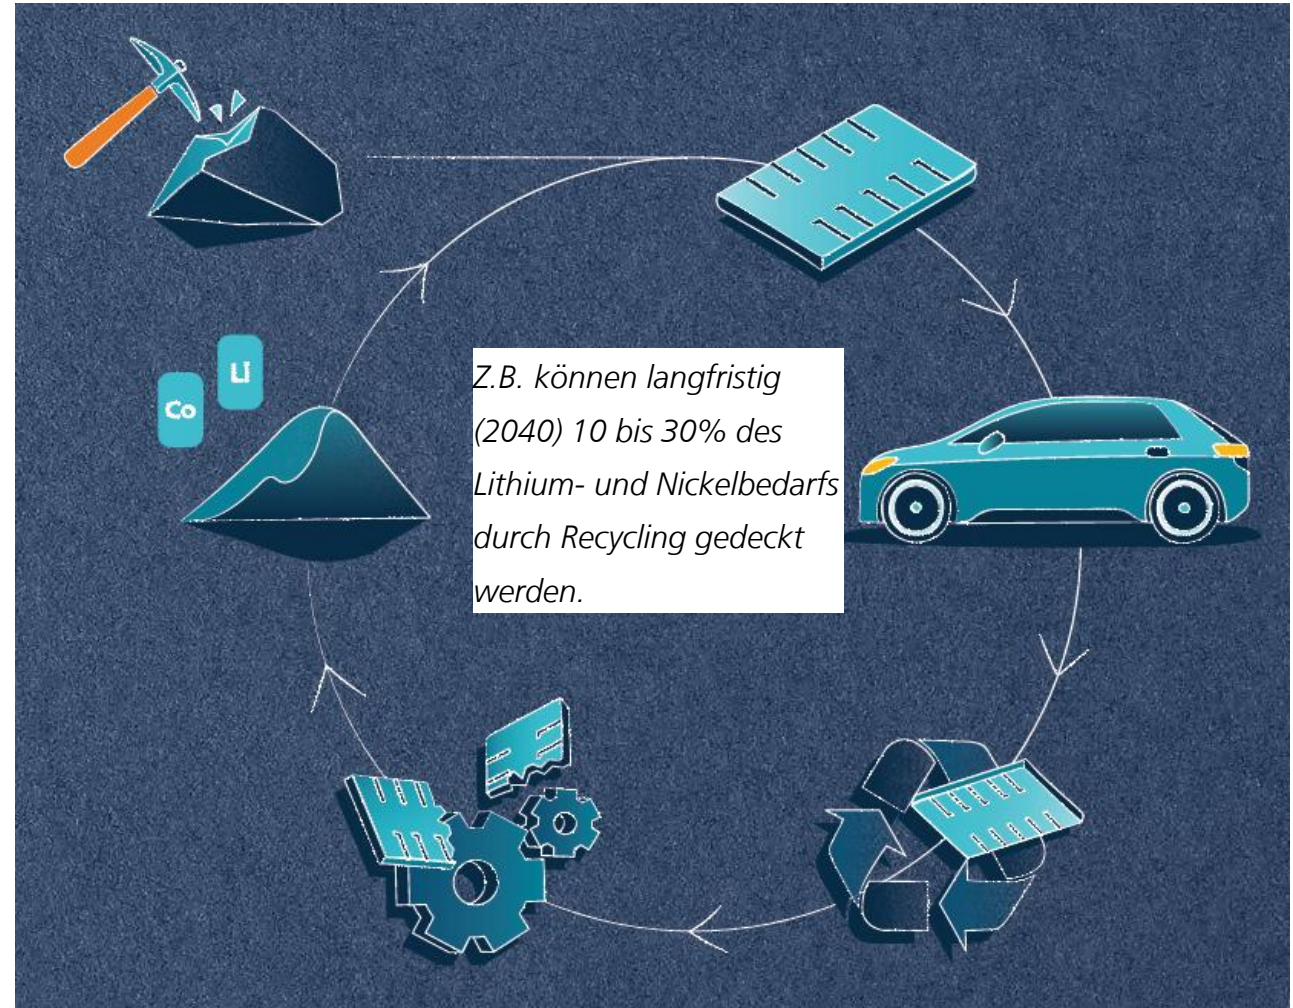 Li
Co
Z.B. können langfristig
(2040) 10 bis 30% des
Lithium- und Nickelbedarfs
durch Recycling gedeckt
werden.